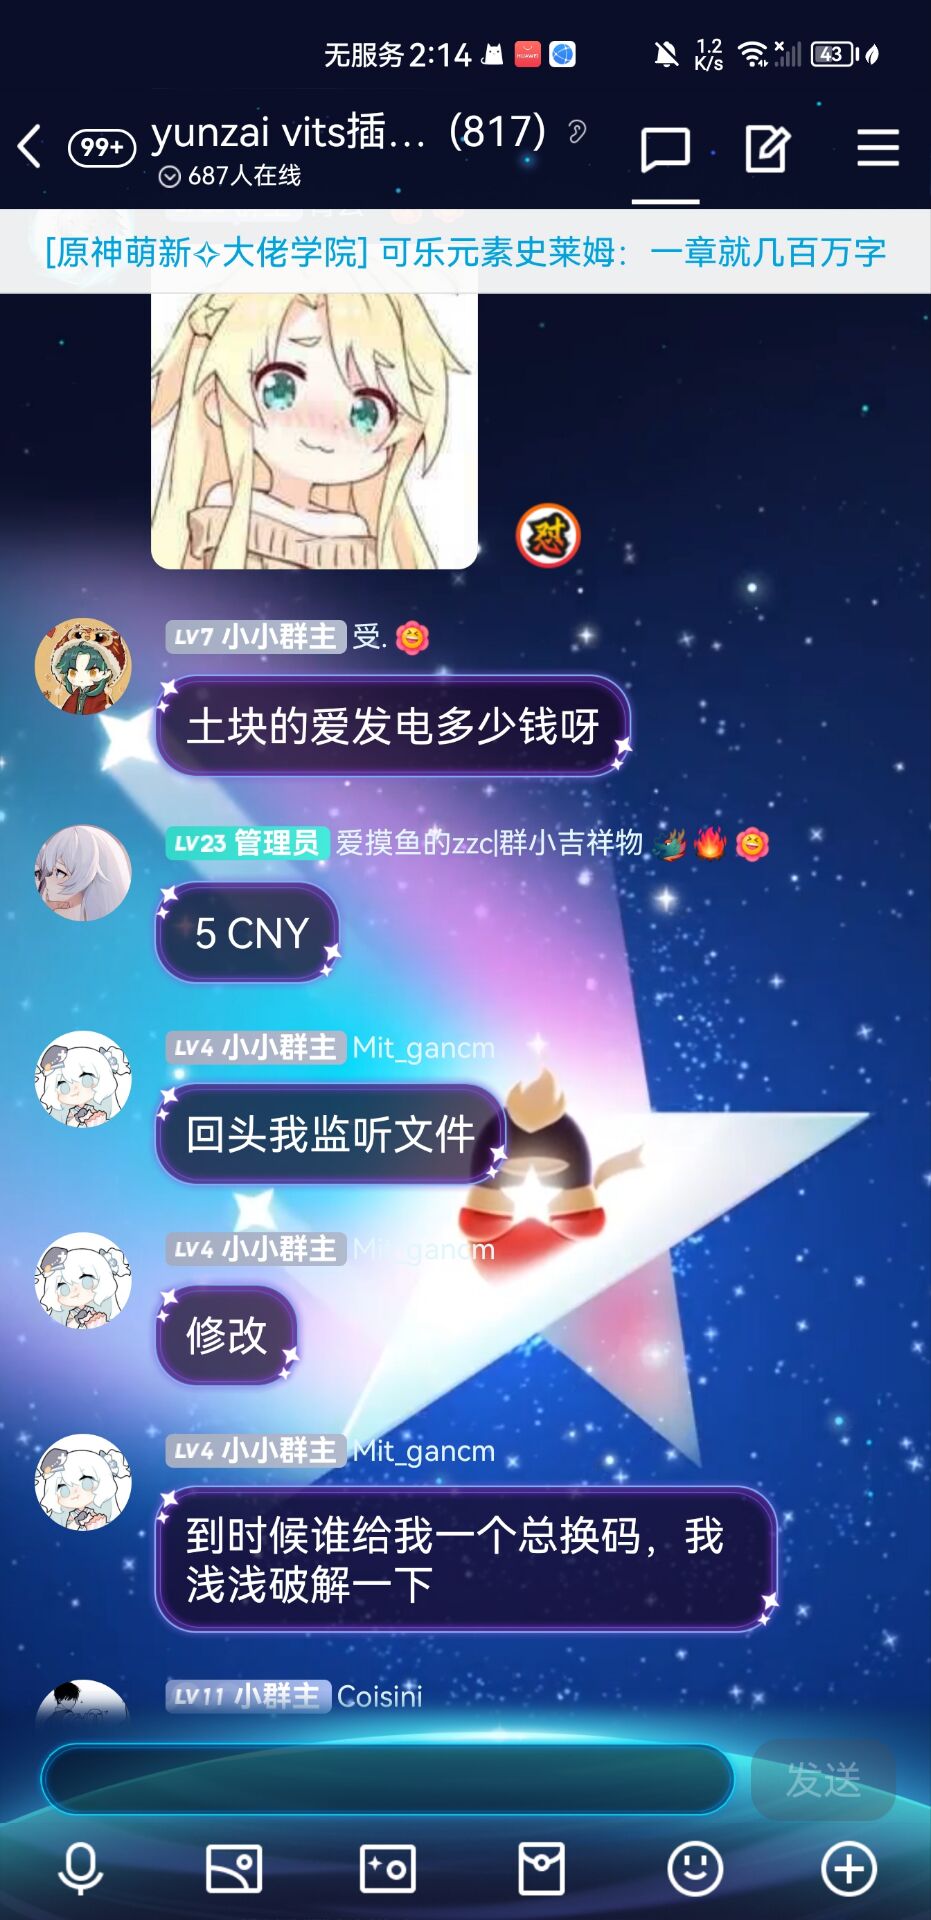 无服务 2:14
HUAWEI
1.2
K/s
43
99+
yunzai vits插… (817)
687人在线
[原神萌新✧大佬学院] 可乐元素史莱姆：一章就几百万字
怼
LV7 小小群主 受.
土块的爱发电多少钱呀
LV23 管理员 爱摸鱼的zzc|群小吉祥物
5 CNY
LV4 小小群主 Mit_gancm
回头我监听文件
LV4 小小群主 Mit_gancm
修改
LV4 小小群主 Mit_gancm
到时候谁给我一个总换码，我
浅浅破解一下
LV11 小群主 Coisini
发送